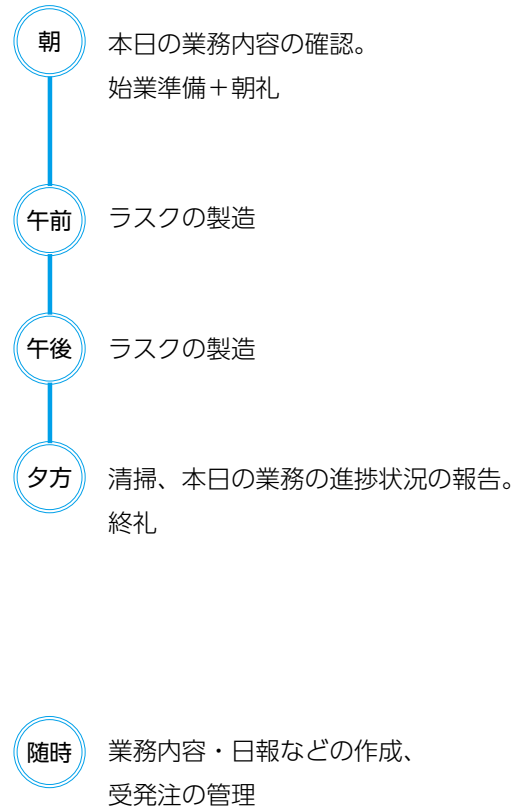 朝
本日の業務内容の確認。
始業準備＋朝礼
午前
ラスクの製造
午後
ラスクの製造
夕方
清掃、本日の業務の進捗状況の報告。
終礼
随時
業務内容・日報などの作成、
受発注の管理